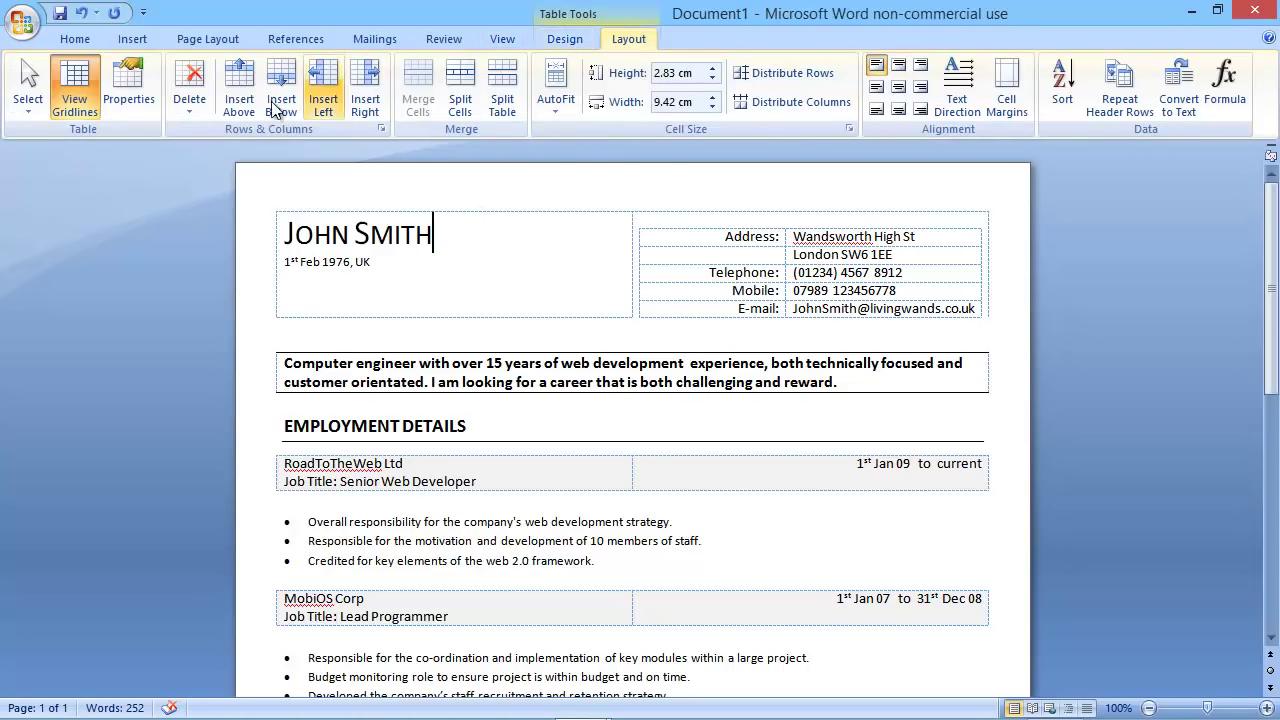 Table Tools
Document1 - Microsoft Word non-commercial use
Home Insert Page Layout References Mailings Review View Design Layout
Select
View Gridlines
Properties
Delete
Insert Above
Insert Below
Insert Left
Insert Right
Merge Cells
Split Cells
Split Table
AutoFit
Height: 2.83 cm
Width: 9.42 cm
Distribute Rows
Distribute Columns
Text Direction
Cell Margins
Sort
Repeat Header Rows
Convert to Text
Formula
Table Rows & Columns Merge Cell Size Alignment Data
John Smith
1st Feb 1976, UK
Address: Wandsworth High St
London SW6 1EE
Telephone: (01234) 4567 8912
Mobile: 07989 123456778
E-mail: JohnSmith@livingwands.co.uk
Computer engineer with over 15 years of web development experience, both technically focused and
customer orientated. I am looking for a career that is both challenging and reward.
EMPLOYMENT DETAILS
RoadToTheWeb Ltd 1st Jan 09 to current
Job Title: Senior Web Developer
• Overall responsibility for the company's web development strategy.
• Responsible for the motivation and development of 10 members of staff.
• Credited for key elements of the web 2.0 framework.
MobiOS Corp 1st Jan 07 to 31st Dec 08
Job Title: Lead Programmer
• Responsible for the co-ordination and implementation of key modules within a large project.
• Budget monitoring role to ensure project is within budget and on time.
• Developed the company's staff recruitment and retention strategy.
Page: 1 of 1 Words: 252 100%